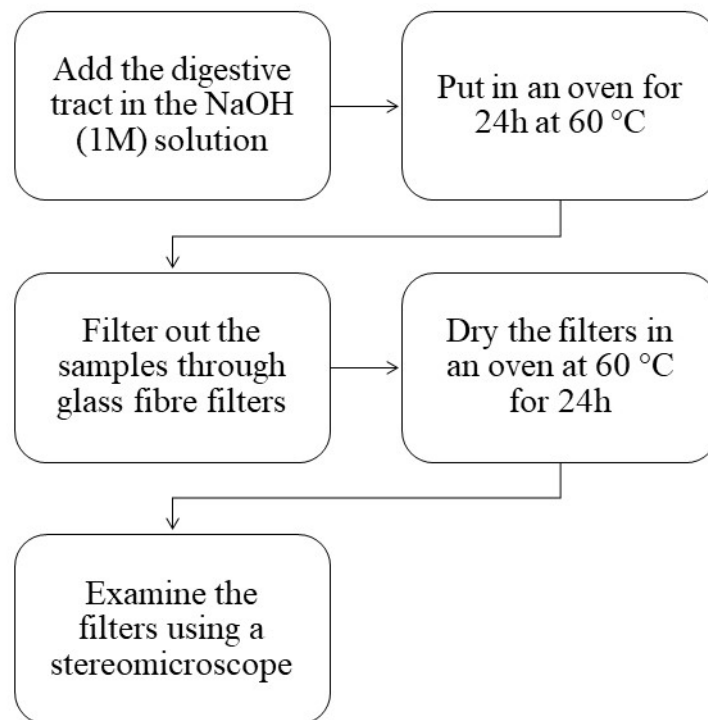 Add the digestive
tract in the NaOH
(1M) solution
Put in an oven for
24h at 60 °C
Filter out the
samples through
glass fibre filters
Dry the filters in
an oven at 60 °C
for 24h
Examine the
filters using a
stereomicroscope